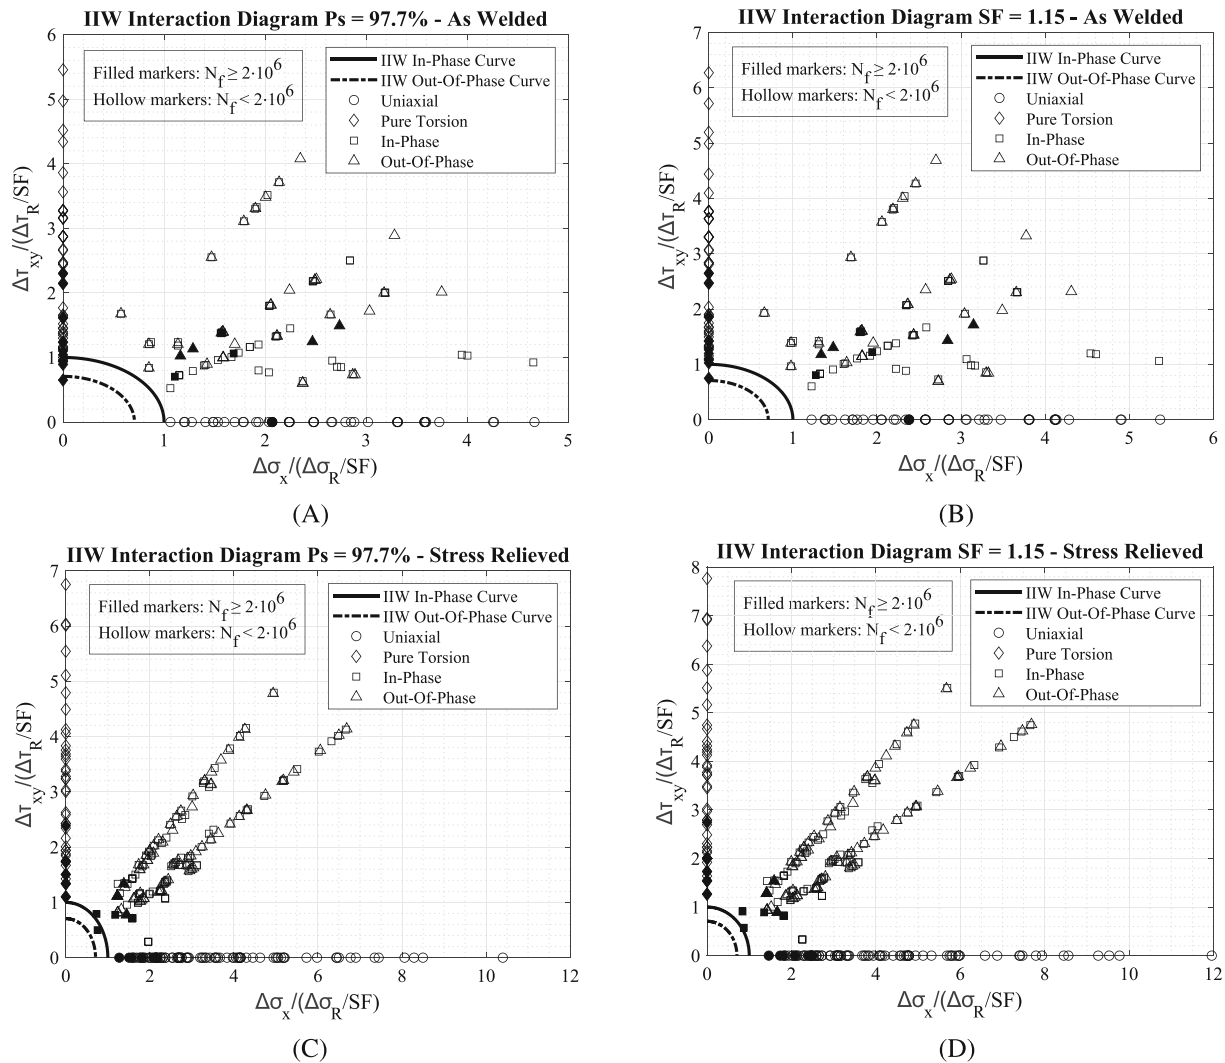 IIW Interaction Diagram Ps = 97.7% - As Welded
Filled markers: N_f ≥ 2·10^6
Hollow markers: N_f < 2·10^6
IIW In-Phase Curve
IIW Out-Of-Phase Curve
Uniaxial
Pure Torsion
In-Phase
Out-Of-Phase
6
5
4
3
2
1
0
Δτ_xy/(Δτ_R/SF)
0 1 2 3 4 5
Δσ_x/(Δσ_R/SF)
(A)
IIW Interaction Diagram SF = 1.15 - As Welded
Filled markers: N_f ≥ 2·10^6
Hollow markers: N_f < 2·10^6
IIW In-Phase Curve
IIW Out-Of-Phase Curve
Uniaxial
Pure Torsion
In-Phase
Out-Of-Phase
7
6
5
4
3
2
1
0
Δτ_xy/(Δτ_R/SF)
0 1 2 3 4 5 6
Δσ_x/(Δσ_R/SF)
(B)
IIW Interaction Diagram Ps = 97.7% - Stress Relieved
Filled markers: N_f ≥ 2·10^6
Hollow markers: N_f < 2·10^6
IIW In-Phase Curve
IIW Out-Of-Phase Curve
Uniaxial
Pure Torsion
In-Phase
Out-Of-Phase
7
6
5
4
3
2
1
0
Δτ_xy/(Δτ_R/SF)
0 2 4 6 8 10 12
Δσ_x/(Δσ_R/SF)
(C)
IIW Interaction Diagram SF = 1.15 - Stress Relieved
Filled markers: N_f ≥ 2·10^6
Hollow markers: N_f < 2·10^6
IIW In-Phase Curve
IIW Out-Of-Phase Curve
Uniaxial
Pure Torsion
In-Phase
Out-Of-Phase
8
7
6
5
4
3
2
1
0
Δτ_xy/(Δτ_R/SF)
0 2 4 6 8 10 12
Δσ_x/(Δσ_R/SF)
(D)